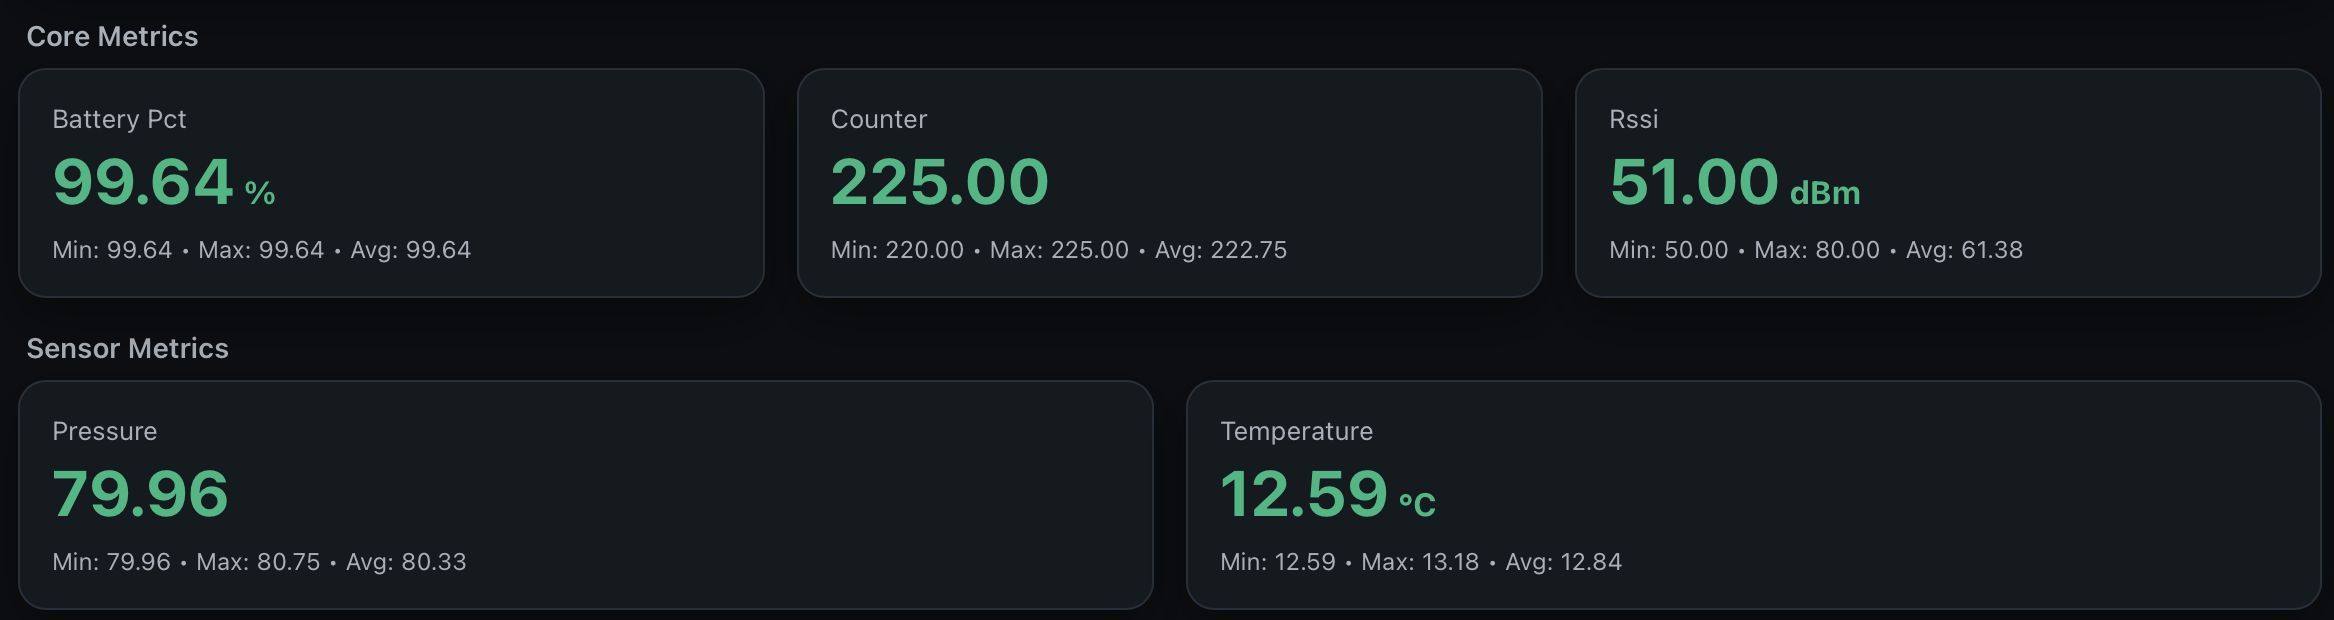 Core Metrics
Battery Pct
99.64 %
Min: 99.64 • Max: 99.64 • Avg: 99.64
Counter
225.00
Min: 220.00 • Max: 225.00 • Avg: 222.75
Rssi
51.00 dBm
Min: 50.00 • Max: 80.00 • Avg: 61.38
Sensor Metrics
Pressure
79.96
Min: 79.96 • Max: 80.75 • Avg: 80.33
Temperature
12.59 °C
Min: 12.59 • Max: 13.18 • Avg: 12.84